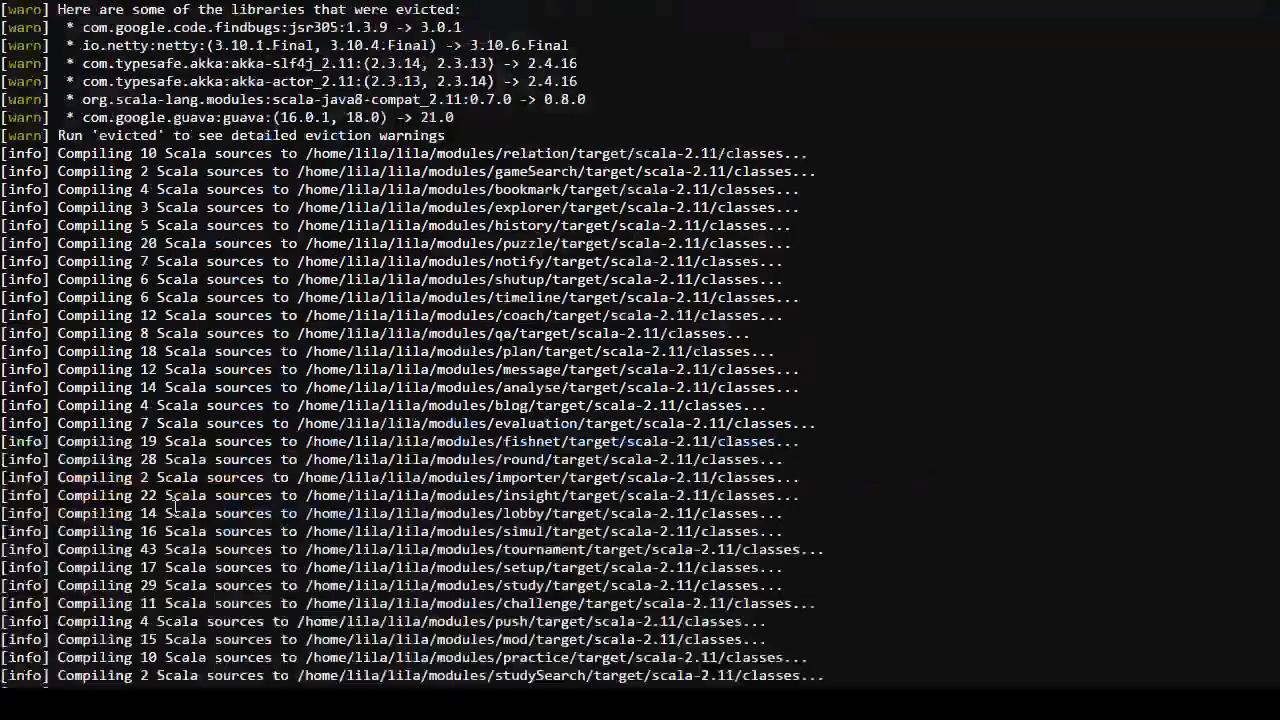 [warn] Here are some of the libraries that were evicted:
[warn]  * com.google.code.findbugs:jsr305:1.3.9 -> 3.0.1
[warn]  * io.netty:netty:(3.10.1.Final, 3.10.4.Final) -> 3.10.6.Final
[warn]  * com.typesafe.akka:akka-slf4j_2.11:(2.3.14, 2.3.13) -> 2.4.16
[warn]  * com.typesafe.akka:akka-actor_2.11:(2.3.13, 2.3.14) -> 2.4.16
[warn]  * org.scala-lang.modules:scala-java8-compat_2.11:0.7.0 -> 0.8.0
[warn]  * com.google.guava:guava:(16.0.1, 18.0) -> 21.0
[warn] Run 'evicted' to see detailed eviction warnings
[info] Compiling 10 Scala sources to /home/lila/lila/modules/relation/target/scala-2.11/classes...
[info] Compiling 2 Scala sources to /home/lila/lila/modules/gameSearch/target/scala-2.11/classes...
[info] Compiling 4 Scala sources to /home/lila/lila/modules/bookmark/target/scala-2.11/classes...
[info] Compiling 3 Scala sources to /home/lila/lila/modules/explorer/target/scala-2.11/classes...
[info] Compiling 5 Scala sources to /home/lila/lila/modules/history/target/scala-2.11/classes...
[info] Compiling 20 Scala sources to /home/lila/lila/modules/puzzle/target/scala-2.11/classes...
[info] Compiling 7 Scala sources to /home/lila/lila/modules/notify/target/scala-2.11/classes...
[info] Compiling 6 Scala sources to /home/lila/lila/modules/shutup/target/scala-2.11/classes...
[info] Compiling 6 Scala sources to /home/lila/lila/modules/timeline/target/scala-2.11/classes...
[info] Compiling 12 Scala sources to /home/lila/lila/modules/coach/target/scala-2.11/classes...
[info] Compiling 8 Scala sources to /home/lila/lila/modules/qa/target/scala-2.11/classes...
[info] Compiling 18 Scala sources to /home/lila/lila/modules/plan/target/scala-2.11/classes...
[info] Compiling 12 Scala sources to /home/lila/lila/modules/message/target/scala-2.11/classes...
[info] Compiling 14 Scala sources to /home/lila/lila/modules/analyse/target/scala-2.11/classes...
[info] Compiling 4 Scala sources to /home/lila/lila/modules/blog/target/scala-2.11/classes...
[info] Compiling 7 Scala sources to /home/lila/lila/modules/evaluation/target/scala-2.11/classes...
[info] Compiling 19 Scala sources to /home/lila/lila/modules/fishnet/target/scala-2.11/classes...
[info] Compiling 28 Scala sources to /home/lila/lila/modules/round/target/scala-2.11/classes...
[info] Compiling 2 Scala sources to /home/lila/lila/modules/importer/target/scala-2.11/classes...
[info] Compiling 22 Scala sources to /home/lila/lila/modules/insight/target/scala-2.11/classes...
[info] Compiling 14 Scala sources to /home/lila/lila/modules/lobby/target/scala-2.11/classes...
[info] Compiling 16 Scala sources to /home/lila/lila/modules/simul/target/scala-2.11/classes...
[info] Compiling 43 Scala sources to /home/lila/lila/modules/tournament/target/scala-2.11/classes...
[info] Compiling 17 Scala sources to /home/lila/lila/modules/setup/target/scala-2.11/classes...
[info] Compiling 29 Scala sources to /home/lila/lila/modules/study/target/scala-2.11/classes...
[info] Compiling 11 Scala sources to /home/lila/lila/modules/challenge/target/scala-2.11/classes...
[info] Compiling 4 Scala sources to /home/lila/lila/modules/push/target/scala-2.11/classes...
[info] Compiling 15 Scala sources to /home/lila/lila/modules/mod/target/scala-2.11/classes...
[info] Compiling 10 Scala sources to /home/lila/lila/modules/practice/target/scala-2.11/classes...
[info] Compiling 2 Scala sources to /home/lila/lila/modules/studySearch/target/scala-2.11/classes...